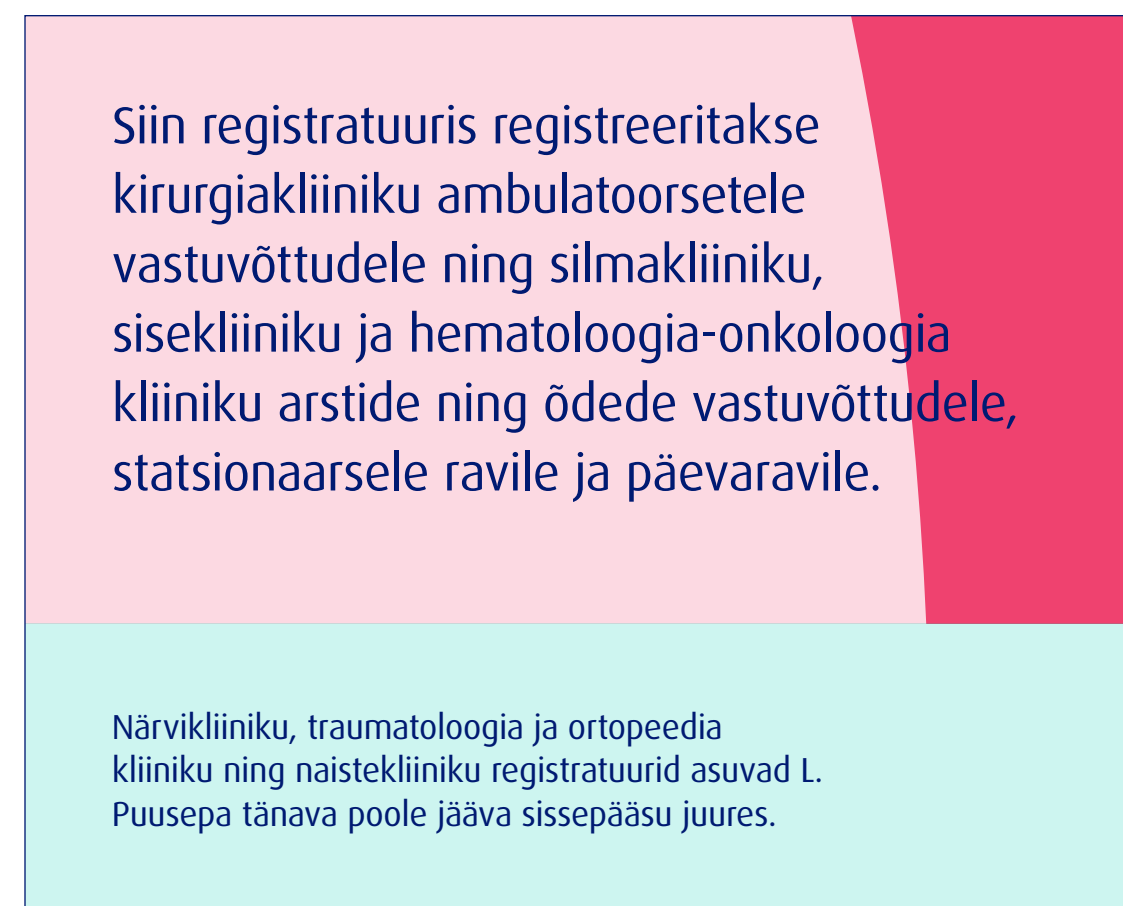 Siin registratuuris registreeritakse
kirurgiakliiniku ambulatoorsetele
vastuvõttudele ning silmakliiniku,
sisekliiniku ja hematoloogia-onkoloogia
kliiniku arstide ning õdede vastuvõttudele,
statsionaarsele ravile ja päevaravile.
Närvikliiniku, traumatoloogia ja ortopeedia
kliiniku ning naistekliiniku registratuurid asuvad L.
Puusepa tänava poole jääva sissepääsu juures.